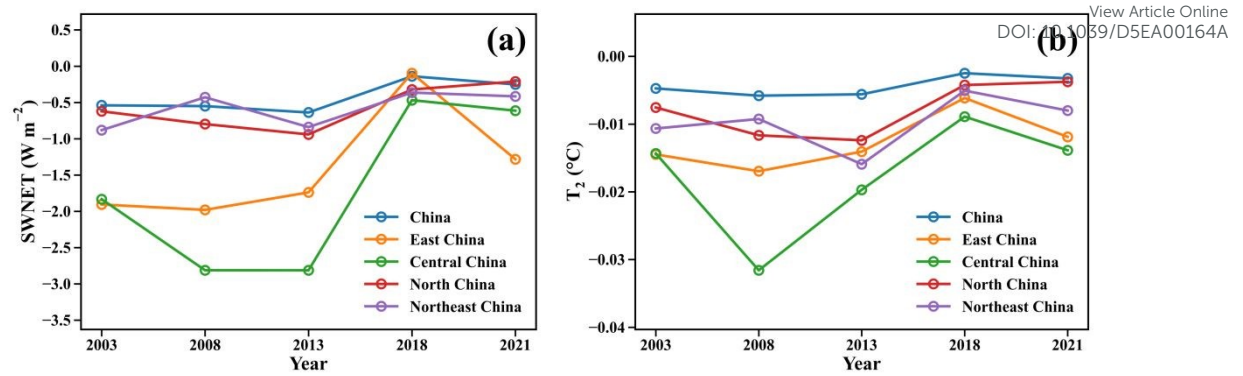 View Article Online
DOI: 10.1039/D5EA00164A
(a)
SWNET (W m⁻²)
0.5
0.0
−0.5
−1.0
−1.5
−2.0
−2.5
−3.0
−3.5
China
East China
Central China
North China
Northeast China
2003 2008 2013 2018 2021
Year
(b)
T₂ (°C)
0.00
−0.01
−0.02
−0.03
−0.04
China
East China
Central China
North China
Northeast China
2003 2008 2013 2018 2021
Year